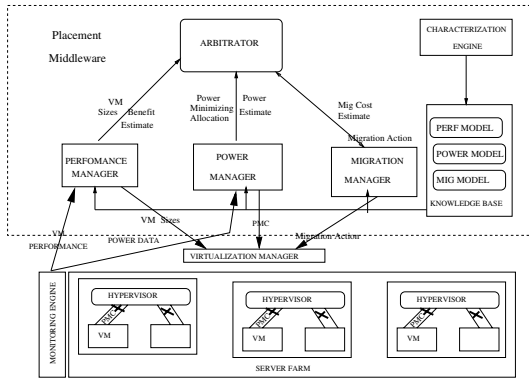 Placement
Middleware
ARBITRATOR
CHARACTERIZATION
ENGINE
VM
Sizes
Benefit
Estimate
Power
Minimizing
Allocation
Power
Estimate
Mig Cost
Estimate
Migration Action
PERF MODEL
POWER MODEL
MIG MODEL
KNOWLEDGE BASE
PERFOMANCE
MANAGER
POWER
MANAGER
MIGRATION
MANAGER
VM Sizes
PMC
Migration Action
VM
PERFORMANCE
POWER DATA
VIRTUALIZATION MANAGER
MONITORING ENGINE
HYPERVISOR
PMC
VM
HYPERVISOR
PMC
VM
HYPERVISOR
PMC
VM
SERVER FARM